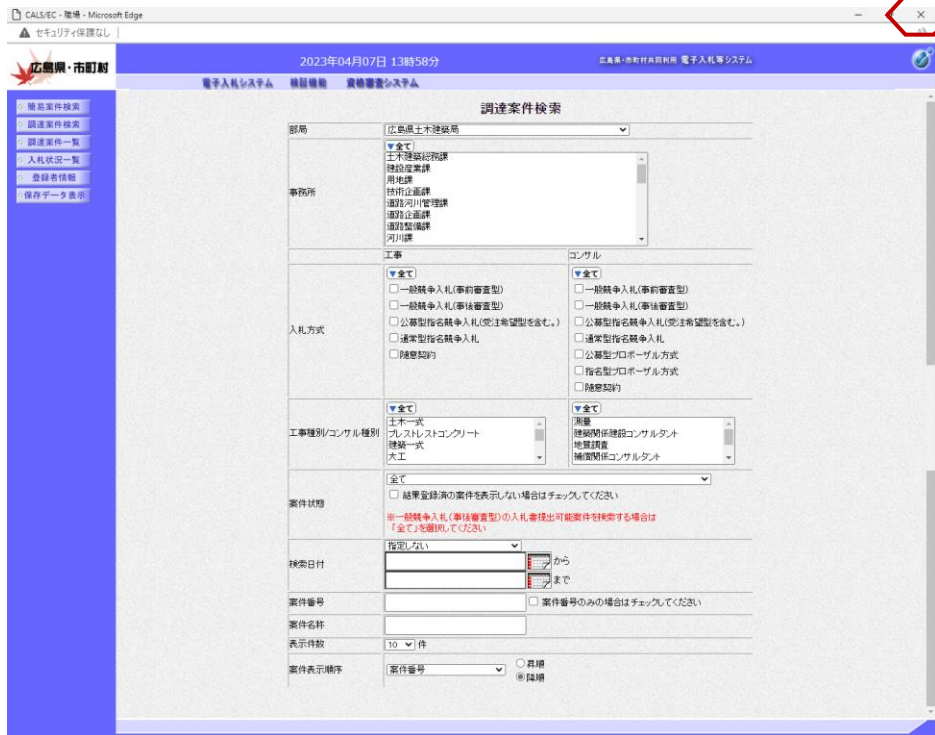 CALS/EC - 職場 - Microsoft Edge
セキュリティ保護なし
広島県・市町村
2023年04月07日 13時58分
広島県・市町村共同利用 電子入札等システム
電子入札システム 検証機能 資格審査システム
簡易案件検索
調達案件検索
調達案件一覧
入札状況一覧
登録者情報
保存データ表示
調達案件検索
部局 広島県土木建築局
事務所
▼全て
土木建築総務課
建設産業課
用地課
技術企画課
道路河川管理課
道路企画課
道路整備課
河川課
工事 コンサル
入札方式
▼全て
一般競争入札(事前審査型)
一般競争入札(事後審査型)
公募型指名競争入札(受注希望型を含む。)
通常型指名競争入札
随意契約
▼全て
一般競争入札(事前審査型)
一般競争入札(事後審査型)
公募型指名競争入札(受注希望型を含む。)
通常型指名競争入札
公募型プロポーザル方式
指名型プロポーザル方式
随意契約
工事種別/コンサル種別
▼全て
土木一式
プレストレストコンクリート
建築一式
大工
▼全て
測量
建築関係建設コンサルタント
地質調査
補償関係コンサルタント
案件状態
全て
結果登録済の案件を表示しない場合はチェックしてください
※一般競争入札(事後審査型)の入札書提出可能案件を検索する場合は
「全て」を選択してください
検索日付
指定しない
から
まで
案件番号 案件番号のみの場合はチェックしてください
案件名称
表示件数 10 件
案件表示順序 案件番号
昇順
降順